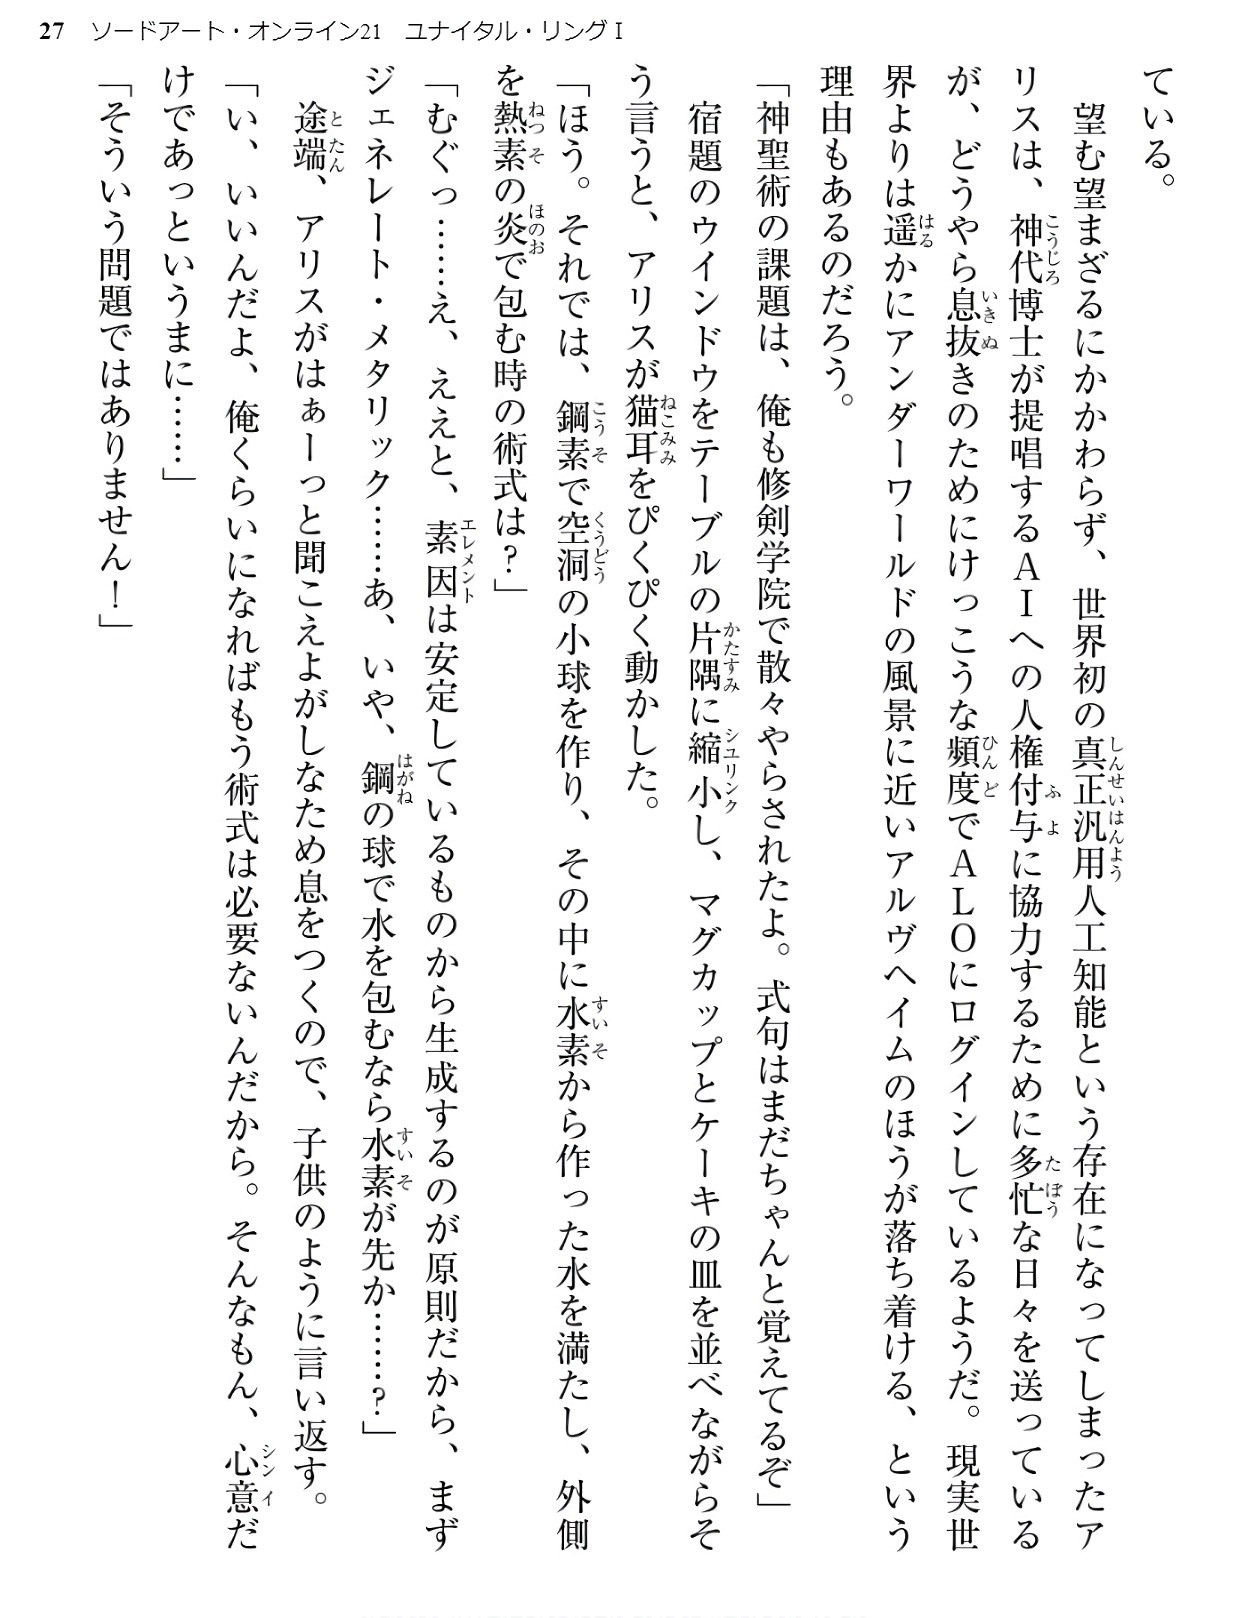 27　ソードアート・オンライン21　ユナイタル・リングⅠ
ている。
　望む望まざるにかかわらず、世界初の真正汎用人工知能という存在になってしまったア
リスは、神代博士が提唱するＡＩへの人権付与に協力するために多忙な日々を送っている
が、どうやら息抜きのためにけっこうな頻度でＡＬＯにログインしているようだ。現実世
界よりは遥かにアンダーワールドの風景に近いアルヴヘイムのほうが落ち着ける、という
理由もあるのだろう。
「神聖術の課題は、俺も修剣学院で散々やらされたよ。式句はまだちゃんと覚えてるぞ」
　宿題のウインドウをテーブルの片隅に縮小し、マグカップとケーキの皿を並べながらそ
う言うと、アリスが猫耳をぴくぴく動かした。
「ほう。それでは、鋼素で空洞の小球を作り、その中に水素から作った水を満たし、外側
を熱素の炎で包む時の術式は？」
「むぐっ……え、ええと、素因は安定しているものから生成するのが原則だから、まず
ジェネレート・メタリック……あ、いや、鋼の球で水を包むなら水素が先か……？」
　途端、アリスがはぁーっと聞こえよがしなため息をつくので、子供のように言い返す。
「い、いいんだよ、俺くらいになればもう術式は必要ないんだから。そんなもん、心意だ
けであっというまに……」
「そういう問題ではありません！」